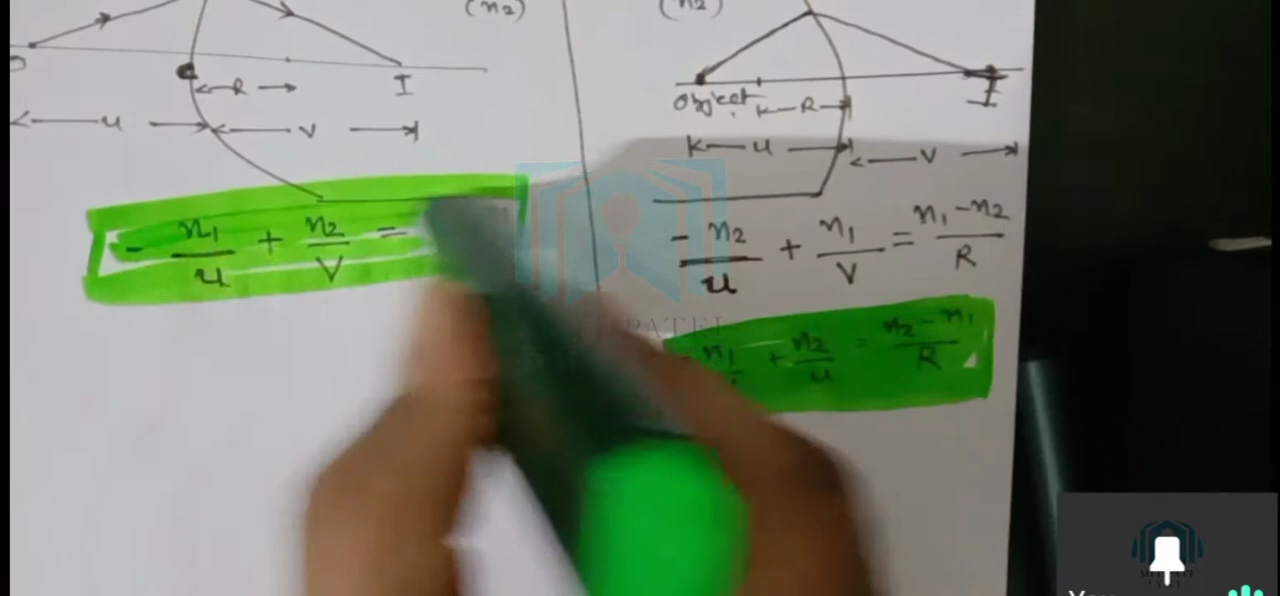 (n2)
I
R
u
v
- n1/u + n2/v =
(n2)
Object
I
R
u
v
- n2/u + n1/v = n1 - n2/R
n1 + n2/u = n2 - n1/R